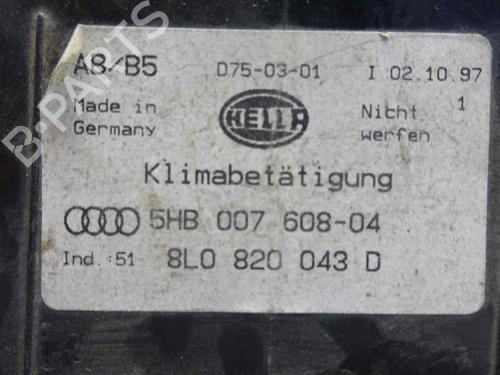 A8/B5 D75-03-01 I 02.10.97
Made in Germany HELLA Nicht werfen 1
Klimabetätigung
5HB 007 608-04
Ind.:51 8L0 820 043 D
B-PARTS